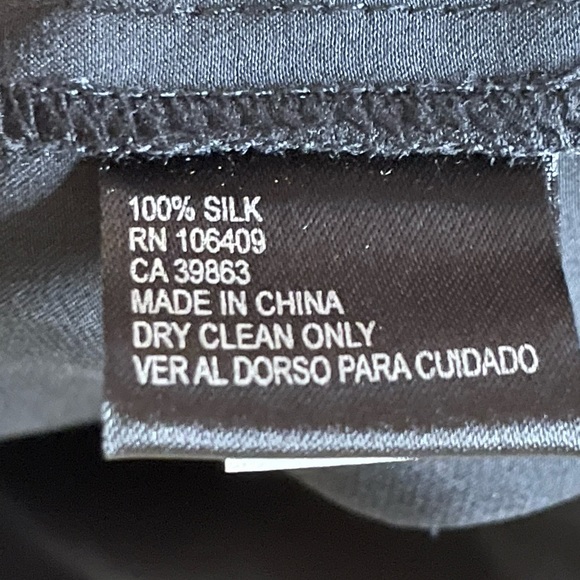 100% SILK
RN 106409
CA 39863
MADE IN CHINA
DRY CLEAN ONLY
VER AL DORSO PARA CUIDADO